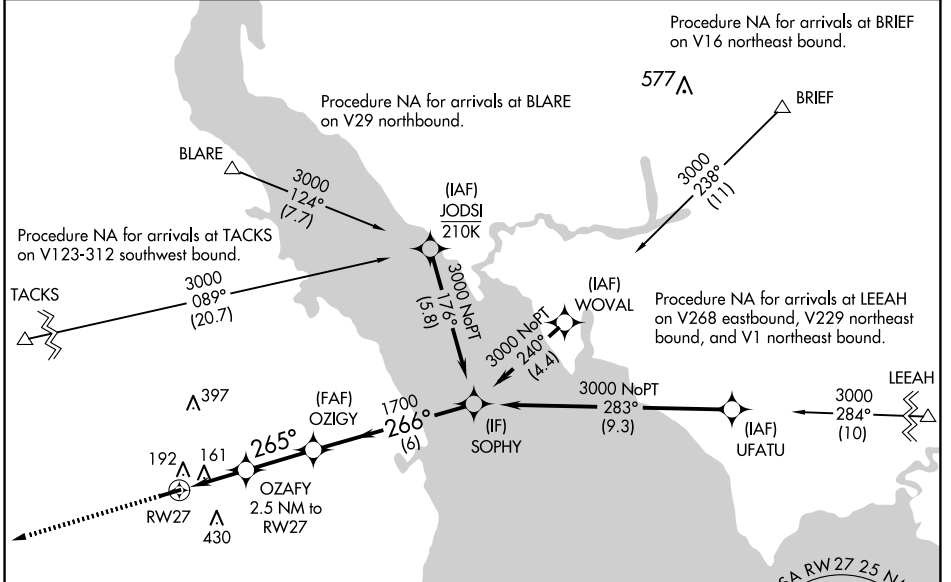 Procedure NA for arrivals at BRIEF
on V16 northeast bound.
577
BRIEF
3000
238°
(11)
Procedure NA for arrivals at BLARE
on V29 northbound.
BLARE
3000
124°
(7.7)
(IAF)
JODSI
210K
Procedure NA for arrivals at TACKS
on V123-312 southwest bound.
TACKS
3000
089°
(20.7)
3000 NoPT
176°
(5.8)
(IAF)
WOVAL
3000 NoPT
240°
(4.4)
Procedure NA for arrivals at LEEAH
on V268 eastbound, V229 northeast
bound, and V1 northeast bound.
LEEAH
3000
284°
(10)
3000 NoPT
283°
(9.3)
(IAF)
UFATU
(IF)
SOPHY
1700
266°
(6)
397
(FAF)
OZIGY
265°
192
161
OZAFY
2.5 NM to
RW27
RW27
430
SA RW 27 25 N